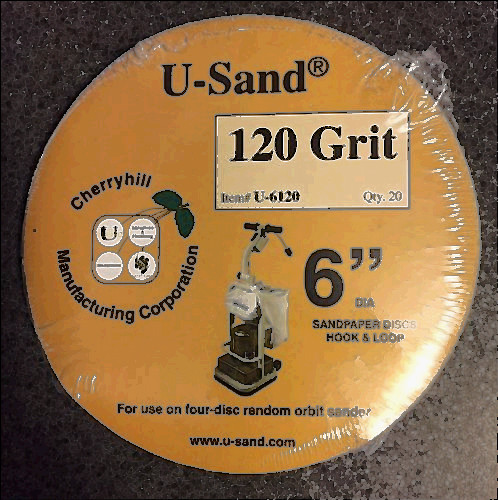 U-Sand®
120 Grit
Item# U-6120 Qty. 20
Cherryhill
Manufacturing Corporation
U
6”
DIA
SANDPAPER DISCS
HOOK & LOOP
For use on four-disc random orbit sander
www.u-sand.com